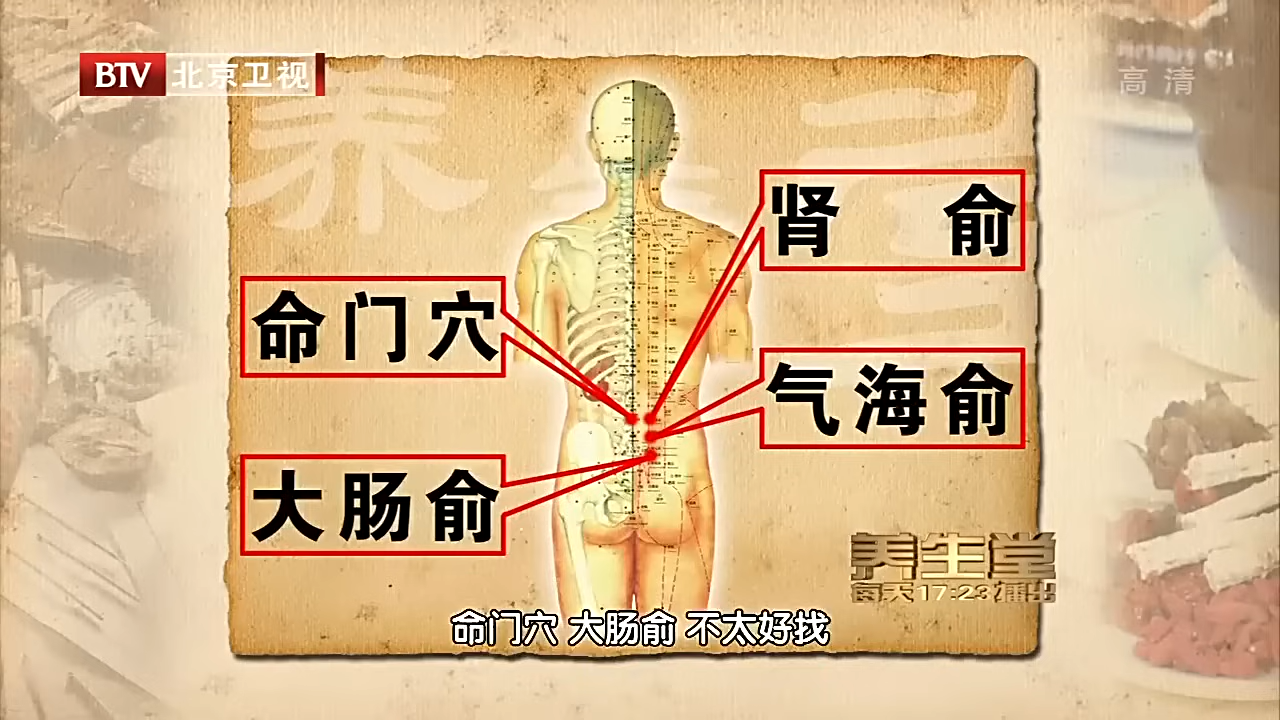 BTV 北京卫视
高清
肾 俞
命门穴
气海俞
大肠俞
养生堂
每天17:23播出
命门穴 大肠俞 不太好找